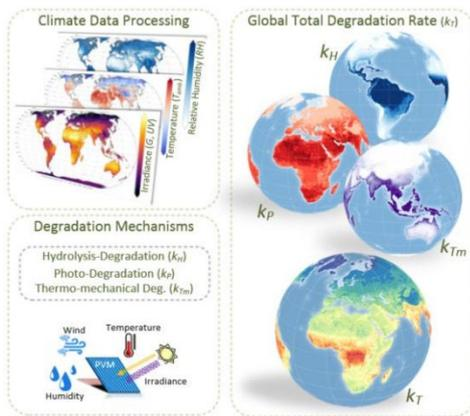 Climate Data Processing
Relative Humidity (RH)
Temperature (Tamb)
Irradiance (G, UV)
Degradation Mechanisms
Hydrolysis-Degradation (kH)
Photo-Degradation (kP)
Thermo-mechanical Deg. (kTm)
Wind
Temperature
PVM
Humidity
Irradiance
Global Total Degradation Rate (kT)
kH
kP
kTm
kT